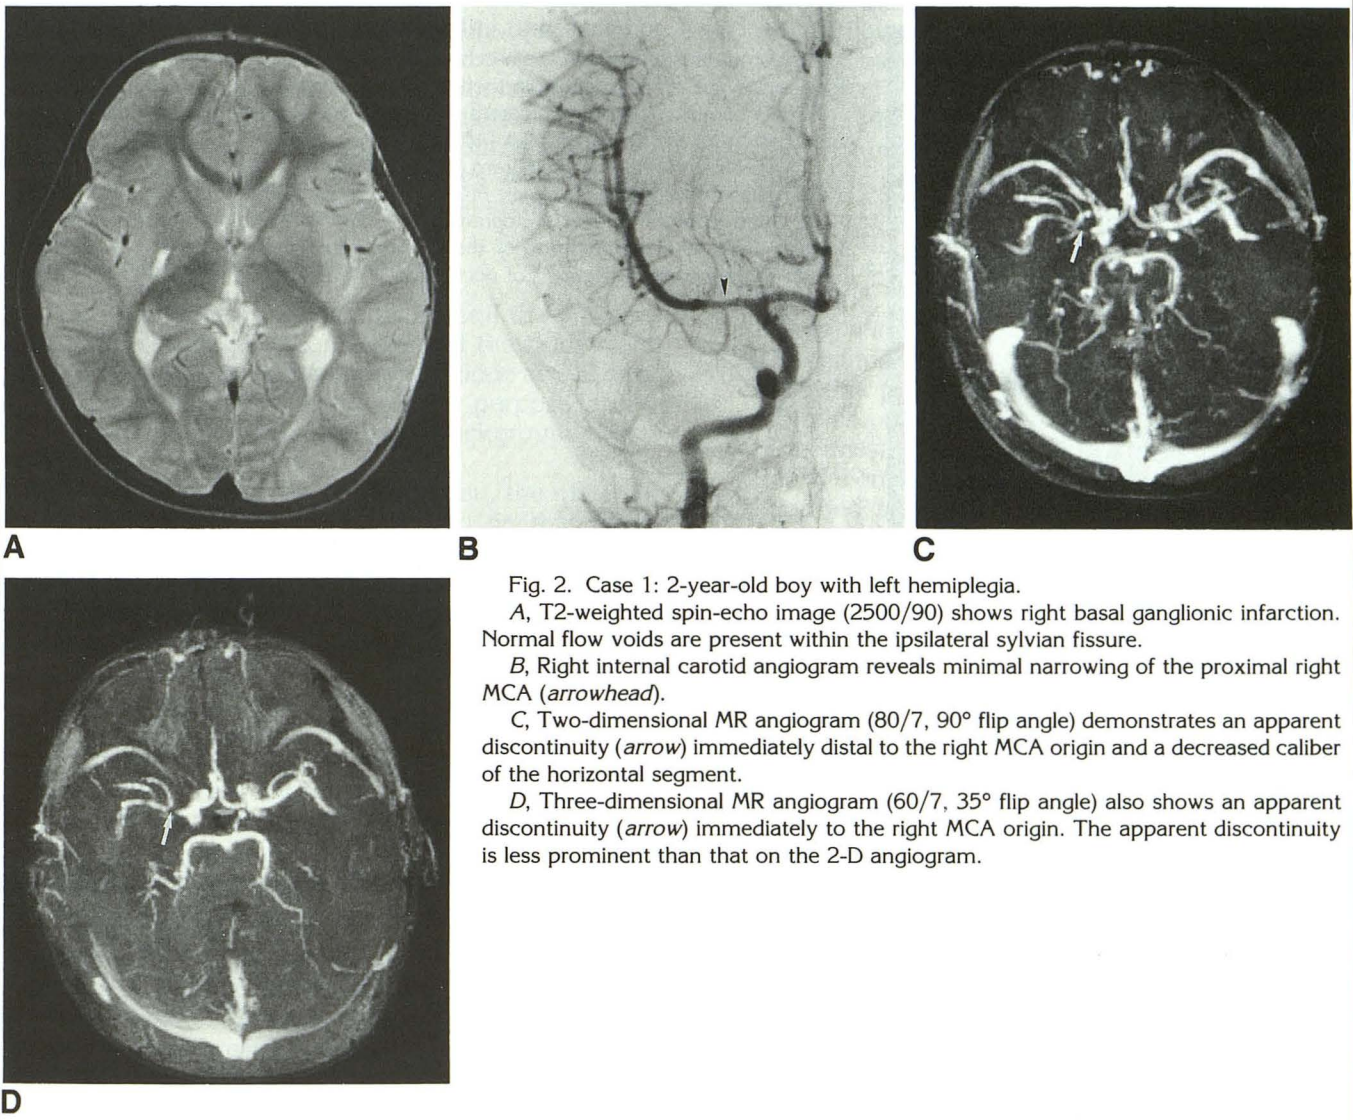 A
B
C
Fig. 2. Case 1: 2-year-old boy with left hemiplegia.
A, T2-weighted spin-echo image (2500/90) shows right basal ganglionic infarction.
Normal flow voids are present within the ipsilateral sylvian fissure.
B, Right internal carotid angiogram reveals minimal narrowing of the proximal right
MCA (arrowhead).
C, Two-dimensional MR angiogram (80/7, 90° flip angle) demonstrates an apparent
discontinuity (arrow) immediately distal to the right MCA origin and a decreased caliber
of the horizontal segment.
D, Three-dimensional MR angiogram (60/7, 35° flip angle) also shows an apparent
discontinuity (arrow) immediately to the right MCA origin. The apparent discontinuity
is less prominent than that on the 2-D angiogram.
D